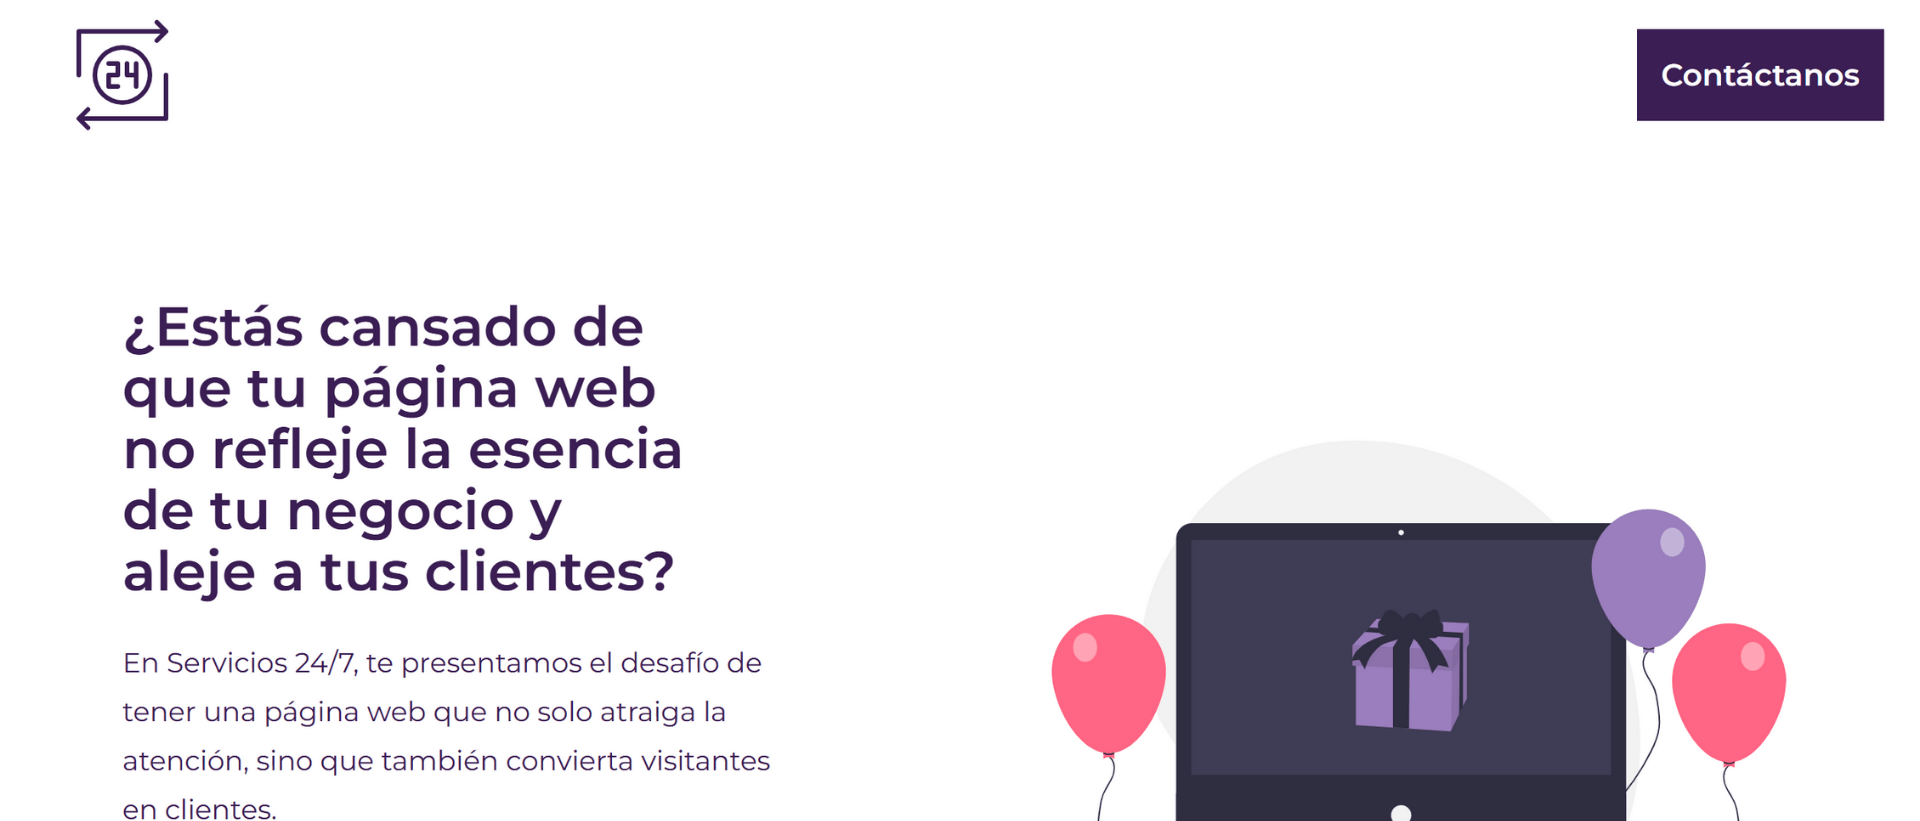 24
Contáctanos
¿Estás cansado de
que tu página web
no refleje la esencia
de tu negocio y
aleje a tus clientes?
En Servicios 24/7, te presentamos el desafío de
tener una página web que no solo atraiga la
atención, sino que también convierta visitantes
en clientes.